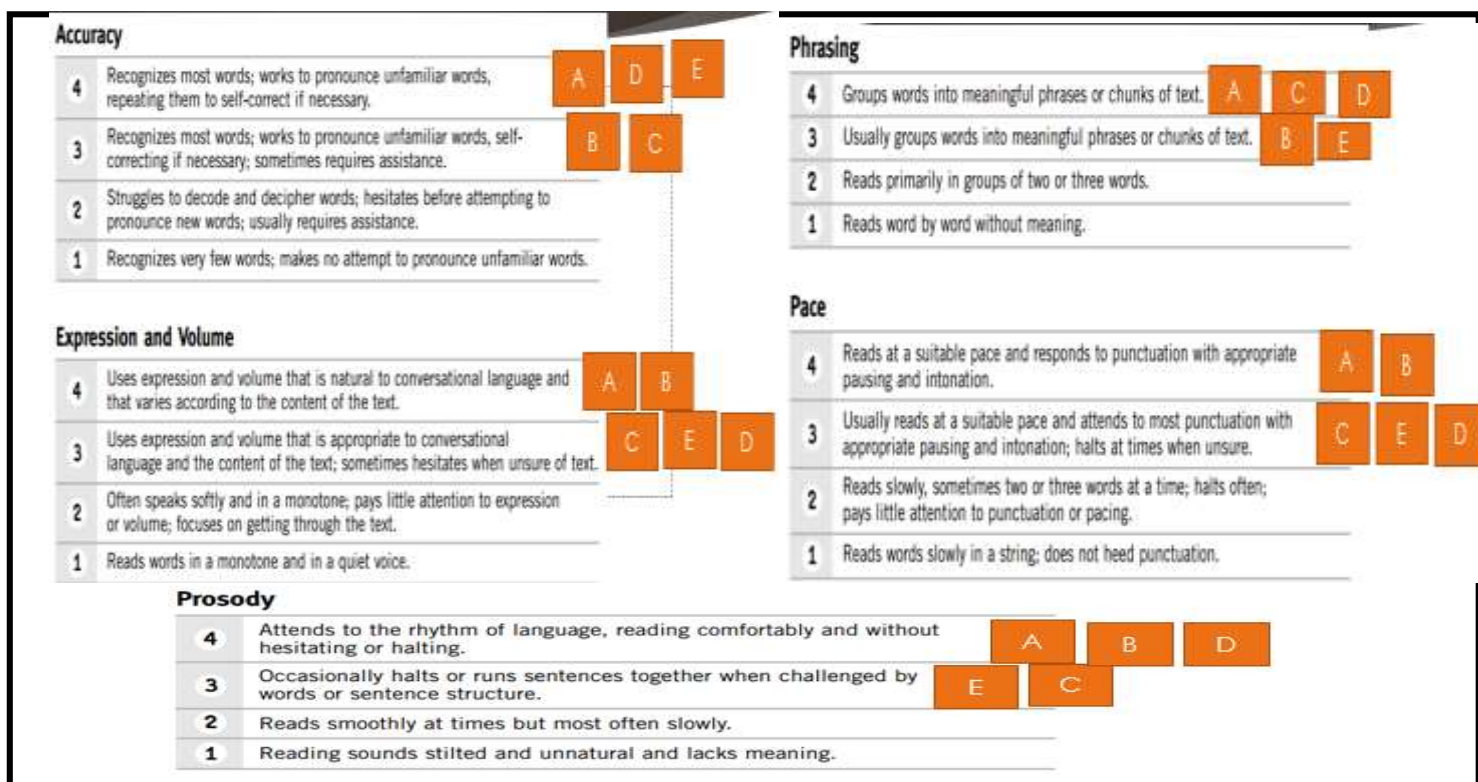 Accuracy
4 Recognizes most words; works to pronounce unfamiliar words,
repeating them to self-correct if necessary.
A D E
3 Recognizes most words; works to pronounce unfamiliar words, self-
correcting if necessary; sometimes requires assistance.
B C
2 Struggles to decode and decipher words; hesitates before attempting to
pronounce new words; usually requires assistance.
1 Recognizes very few words; makes no attempt to pronounce unfamiliar words.
Expression and Volume
4 Uses expression and volume that is natural to conversational language and
that varies according to the content of the text.
A B
3 Uses expression and volume that is appropriate to conversational
language and the content of the text; sometimes hesitates when unsure of text.
C E D
2 Often speaks softly and in a monotone; pays little attention to expression
or volume; focuses on getting through the text.
1 Reads words in a monotone and in a quiet voice.
Phrasing
4 Groups words into meaningful phrases or chunks of text. A C D
3 Usually groups words into meaningful phrases or chunks of text. B E
2 Reads primarily in groups of two or three words.
1 Reads word by word without meaning.
Pace
4 Reads at a suitable pace and responds to punctuation with appropriate
pausing and intonation.
A B
3 Usually reads at a suitable pace and attends to most punctuation with
appropriate pausing and intonation; halts at times when unsure.
C E D
2 Reads slowly, sometimes two or three words at a time; halts often;
pays little attention to punctuation or pacing.
1 Reads words slowly in a string; does not heed punctuation.
Prosody
4 Attends to the rhythm of language, reading comfortably and without
hesitating or halting.
A B D
3 Occasionally halts or runs sentences together when challenged by
words or sentence structure.
E C
2 Reads smoothly at times but most often slowly.
1 Reading sounds stilted and unnatural and lacks meaning.